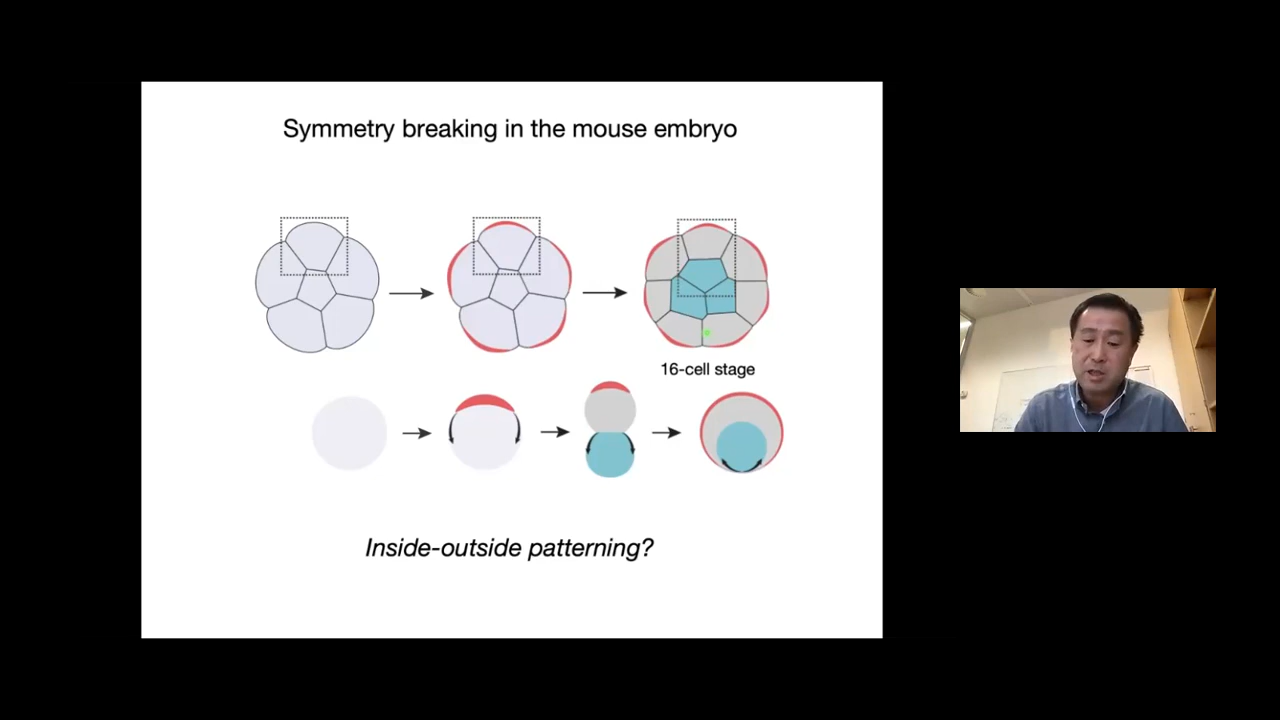 Symmetry breaking in the mouse embryo
16-cell stage
Inside-outside patterning?